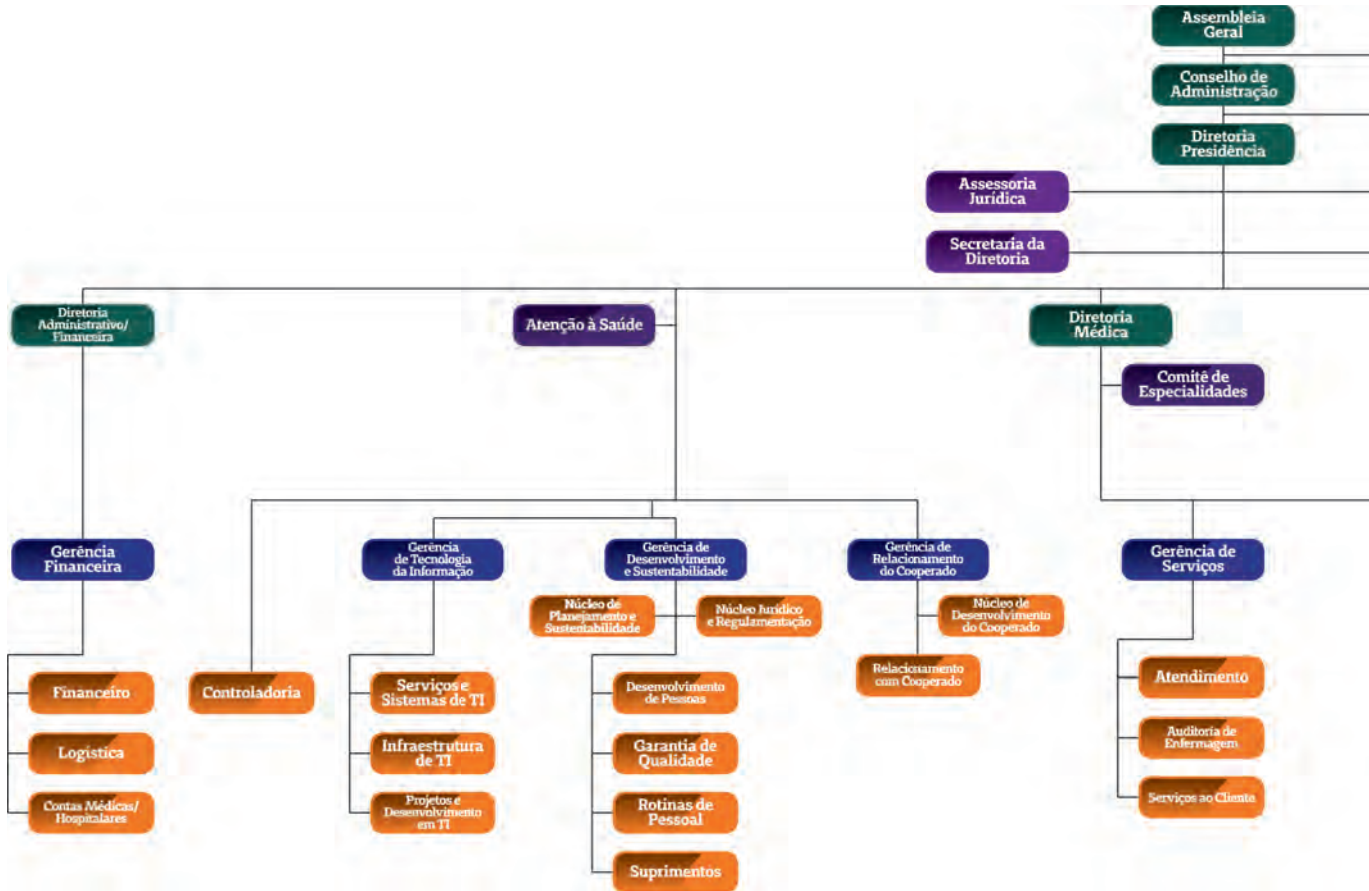 Assembleia
Geral
Conselho de
Administração
Diretoria
Presidência
Assessoria
Jurídica
Secretaria da
Diretoria
Diretoria
Administrativo/
Financeira
Atenção à Saúde
Diretoria
Médica
Comitê de
Especialidades
Gerência
Financeira
Gerência
de Tecnologia
da Informação
Gerência de
Desenvolvimento
e Sustentabilidade
Gerência de
Relacionamento
do Cooperado
Gerência de
Serviços
Núcleo de
Planejamento e
Sustentabilidade
Núcleo Jurídico
e Regulamentação
Núcleo de
Desenvolvimento
do Cooperado
Financeiro
Controladoria
Serviços e
Sistemas de TI
Desenvolvimento
de Pessoas
Relacionamento
com Cooperado
Atendimento
Logística
Infraestrutura
de TI
Garantia de
Qualidade
Auditoria de
Enfermagem
Contas Médicas/
Hospitalares
Projetos e
Desenvolvimento
em TI
Rotinas de
Pessoal
Serviços ao Cliente
Suprimentos